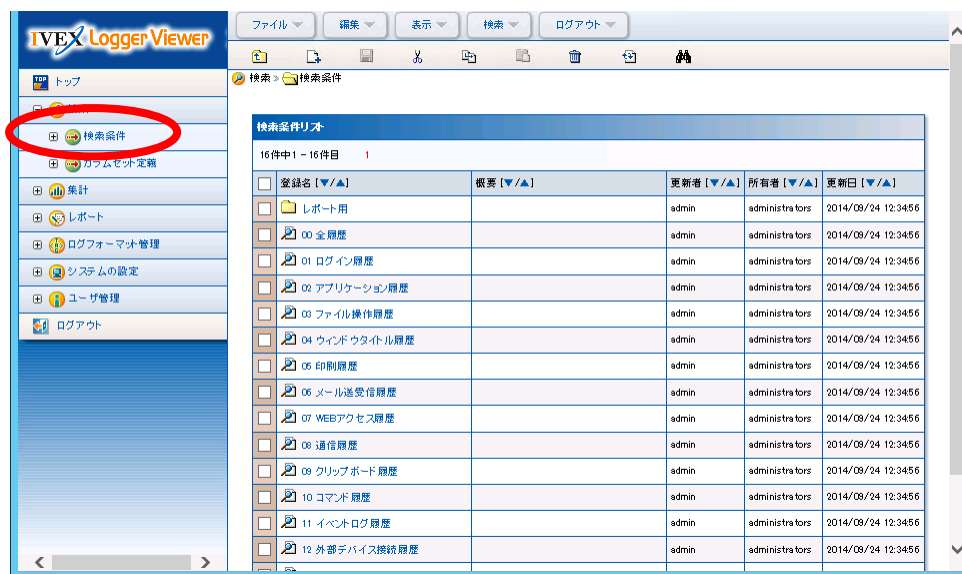 IVEX Logger Viewer
ファイル 編集 表示 検索 ログアウト
TOP トップ
検索 » 検索条件
検索条件
カラムセット定義
集計
レポート
ログフォーマット管理
システムの設定
ユーザ管理
ログアウト
検索条件リスト
16件中1 - 16件目 1
登録名 [▼/▲] 概要 [▼/▲] 更新者 [▼/▲] 所有者 [▼/▲] 更新日 [▼/▲]
レポート用 admin administrators 2014/09/24 12:34:56
00 全履歴 admin administrators 2014/09/24 12:34:56
01 ログイン履歴 admin administrators 2014/09/24 12:34:56
02 アプリケーション履歴 admin administrators 2014/09/24 12:34:56
03 ファイル操作履歴 admin administrators 2014/09/24 12:34:56
04 ウィンドウタイトル履歴 admin administrators 2014/09/24 12:34:56
05 印刷履歴 admin administrators 2014/09/24 12:34:56
06 メール送受信履歴 admin administrators 2014/09/24 12:34:56
07 WEBアクセス履歴 admin administrators 2014/09/24 12:34:56
08 通信履歴 admin administrators 2014/09/24 12:34:56
09 クリップボード履歴 admin administrators 2014/09/24 12:34:56
10 コマンド履歴 admin administrators 2014/09/24 12:34:56
11 イベントログ履歴 admin administrators 2014/09/24 12:34:56
12 外部デバイス接続履歴 admin administrators 2014/09/24 12:34:56